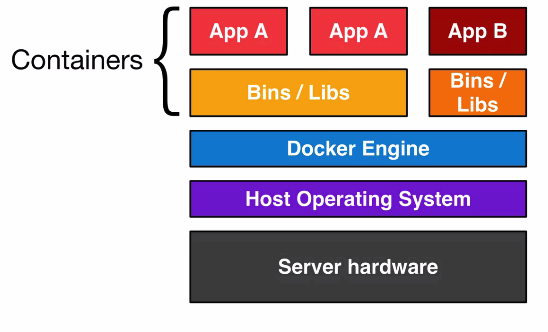 Containers
App A
App A
App B
Bins / Libs
Bins /
Libs
Docker Engine
Host Operating System
Server hardware